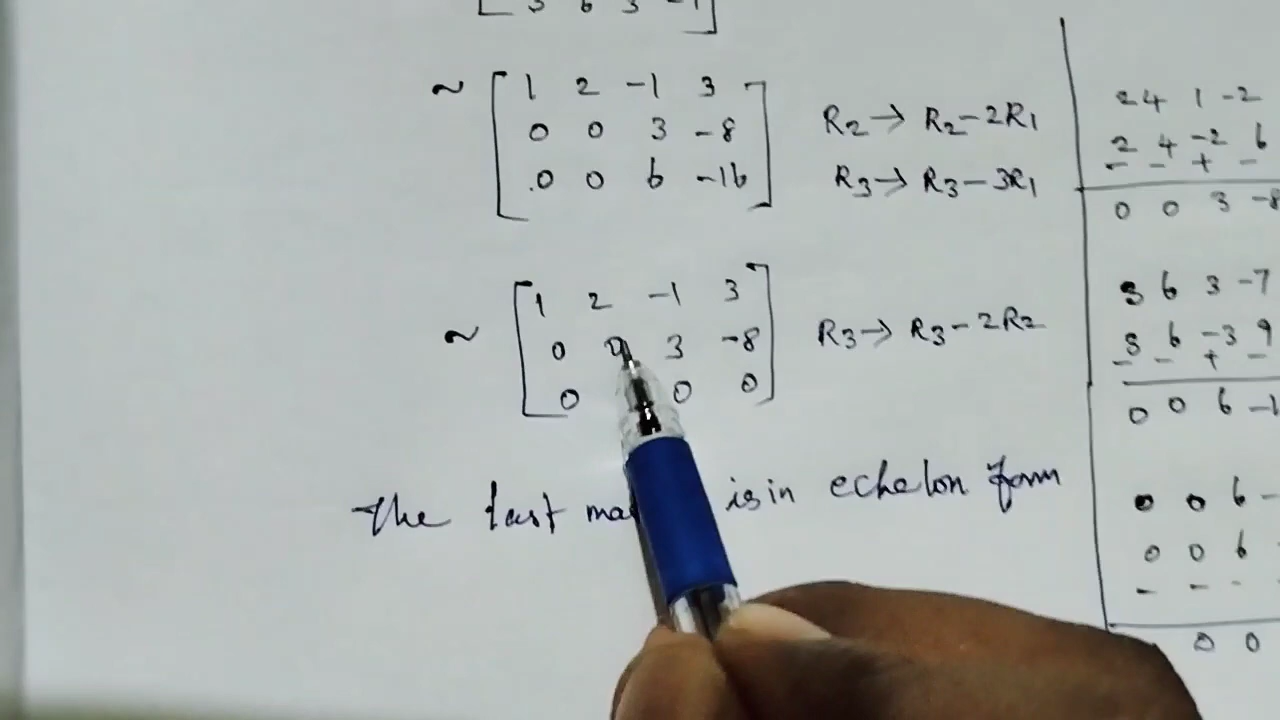 ~ [ 1 2 -1 3
0 0 3 -8
0 0 6 -16 ]
R2 → R2-2R1
R3 → R3-3R1
~ [ 1 2 -1 3
0 0 3 -8
0 0 0 ]
R3 → R3-2R2
The last is in echelon form
2 4 1 -2
2 4 -2 6
- - + -
0 0 3 -8
3 6 3 -7
3 6 -3 9
- - + -
0 0 6 -1
0 0 6 -
0 0 6
- - -
0 0